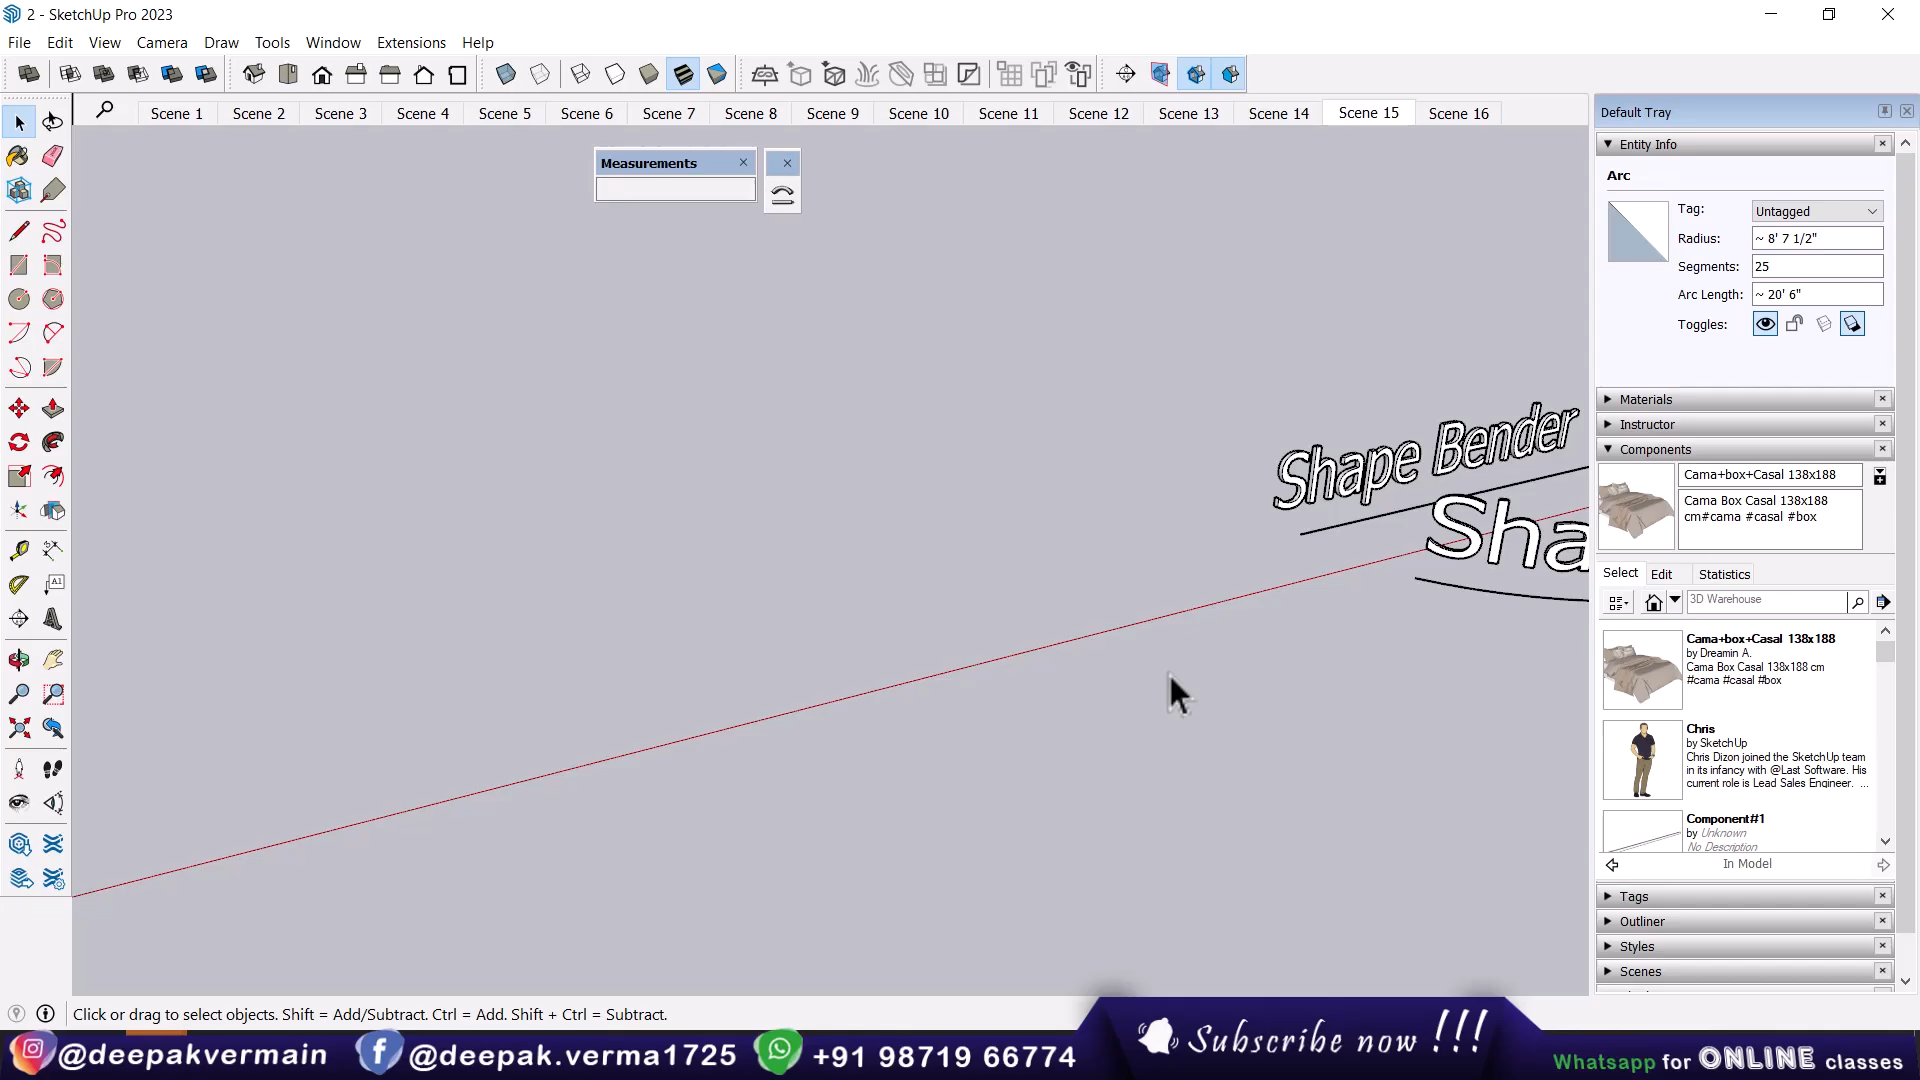 2 - SketchUp Pro 2023
File Edit View Camera Draw Tools Window Extensions Help
Scene 1 Scene 2 Scene 3 Scene 4 Scene 5 Scene 6 Scene 7 Scene 8 Scene 9 Scene 10 Scene 11 Scene 12 Scene 13 Scene 14 Scene 15 Scene 16
Measurements
Shape Bender
Sha
A1
Default Tray
Entity Info
Arc
Tag: Untagged
Radius: ~ 8' 7 1/2"
Segments: 25
Arc Length: ~ 20' 6"
Toggles:
Materials
Instructor
Components
Cama+box+Casal 138x188
Cama Box Casal 138x188
cm#cama #casal #box
Select Edit Statistics
3D Warehouse
Cama+box+Casal 138x188
by Dreamin A.
Cama Box Casal 138x188 cm
#cama #casal #box
Chris
by SketchUp
Chris Dizon joined the SketchUp team
in its infancy with @Last Software. His
current role is Lead Sales Engineer. ...
Component#1
by Unknown
No Description
In Model
Tags
Outliner
Styles
Scenes
Click or drag to select objects. Shift = Add/Subtract. Ctrl = Add. Shift + Ctrl = Subtract.
@deepakvermain @deepak.verma1725 +91 98719 66774
Subscribe now !!!
Whatsapp for ONLINE classes